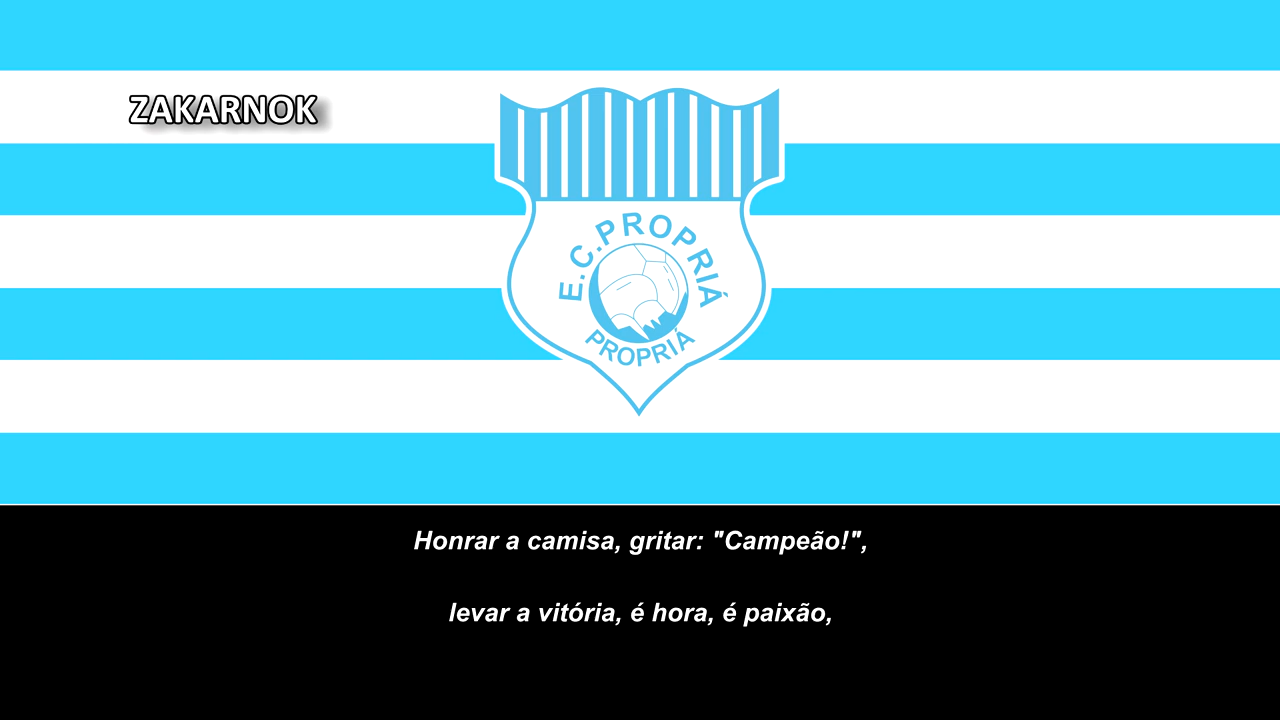 ZAKARNOK
E.C.PROPRIÁ
PROPRIÁ
Honrar a camisa, gritar: "Campeão!",
levar a vitória, é hora, é paixão,